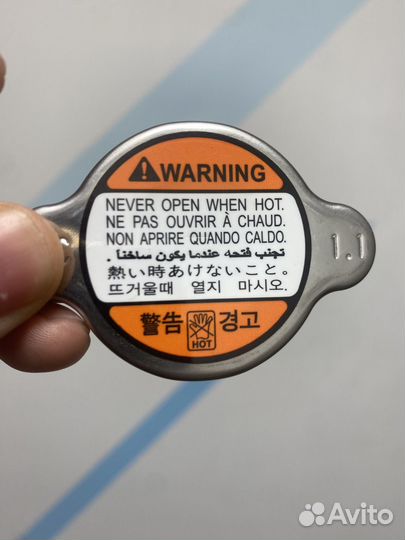 WARNING
NEVER OPEN WHEN HOT.
NE PAS OUVRIR À CHAUD.
NON APRIRE QUANDO CALDO.
تجنب فتحه عندما يكون ساخنا .
熱い時あけないこと。
뜨거울때 열지 마시오.
警告 HOT 경고
1.1
Avito